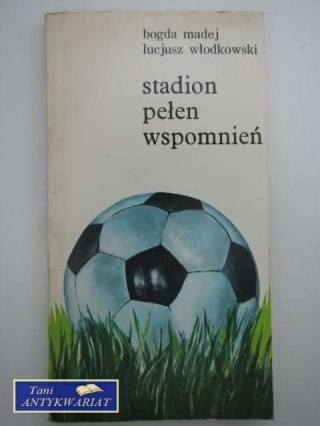 bogda madej
lucjusz włodkowski
stadion
pełen
wspomnień
Tani
ANTYKWARIAT